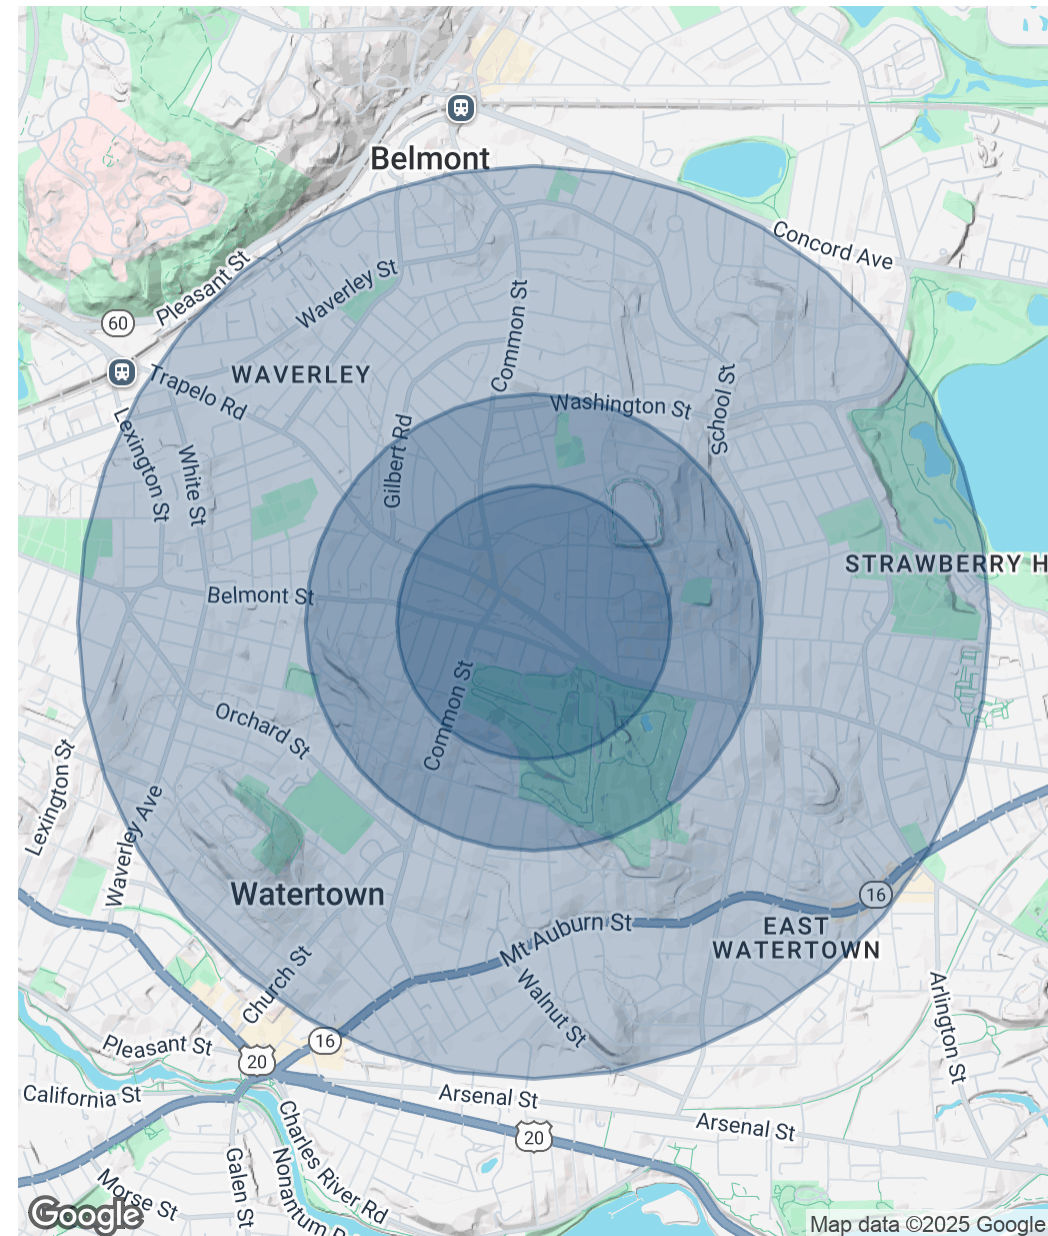 Belmont
Concord Ave
Pleasant St
Waverley St
60
Common St
WAVERLEY
Trapelo Rd
Washington St
School St
Gilbert Rd
Lexington St
White St
STRAWBERRY H
Belmont St
Common St
Orchard St
Lexington St
Waverley Ave
Watertown
16
Mt Auburn St
EAST
WATERTOWN
Church St
Walnut St
Arlington St
16
Pleasant St
20
California St
Arsenal St
Arsenal St
20
Charles River Rd
Galen St
Nonantum
Morse St
Google
Map data ©2025 Google